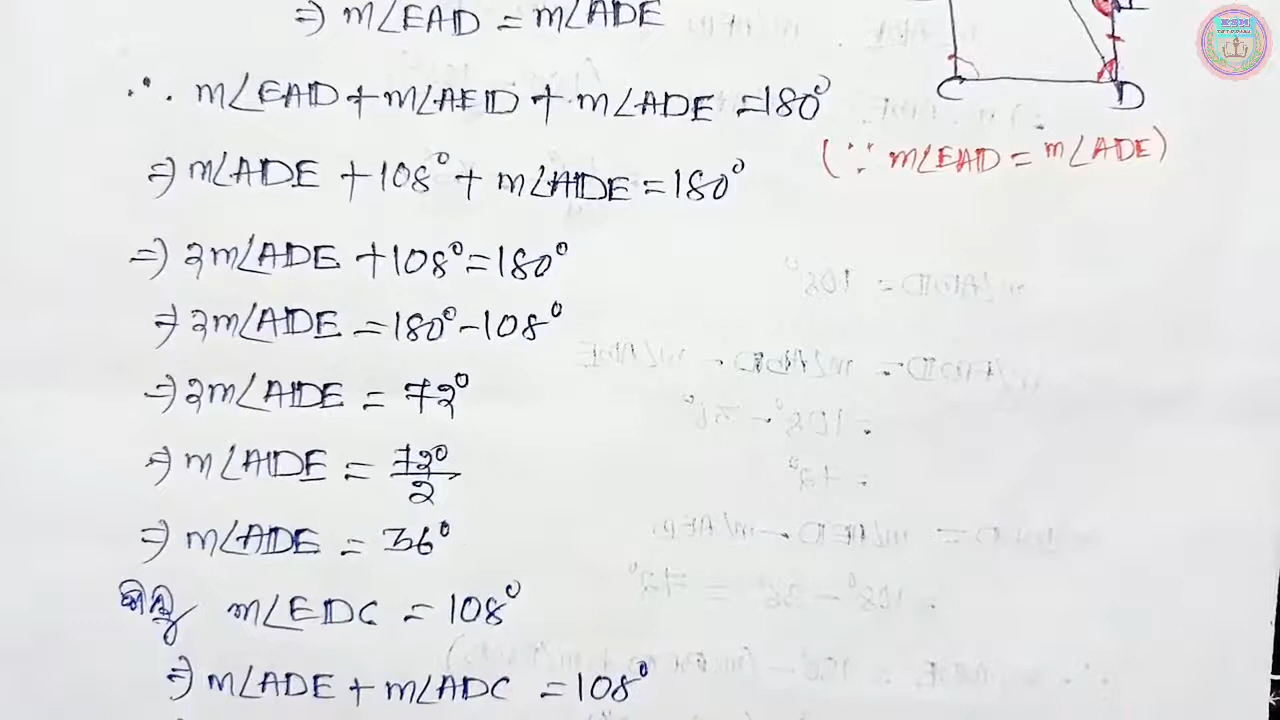 ⇒ m∠EAD = m∠ADE
∴ m∠EAD + m∠AED + m∠ADE = 180°
(∵ m∠EAD = m∠ADE)
⇒ m∠ADE + 108° + m∠ADE = 180°
⇒ 2m∠ADE + 108° = 180°
⇒ 2m∠ADE = 180° - 108°
⇒ 2m∠ADE = 72°
⇒ m∠ADE = 72°/2
⇒ m∠ADE = 36°
କିନ୍ତୁ m∠EDC = 108°
⇒ m∠ADE + m∠ADC = 108°
C D